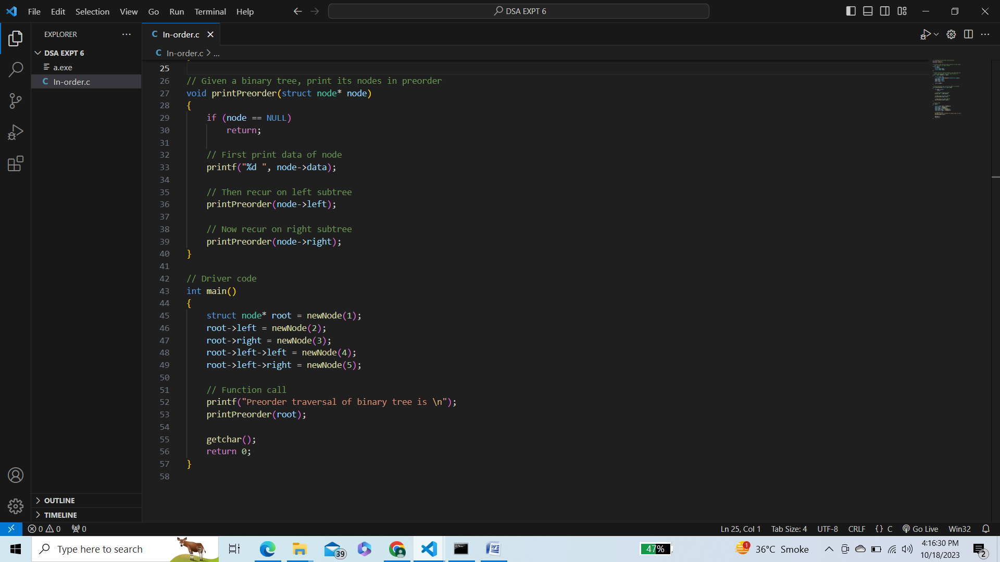 File Edit Selection View Go Run Terminal Help
DSA EXPT 6
EXPLORER
In-order.c
DSA EXPT 6
In-order.c > ...
a.exe
In-order.c
25
26 // Given a binary tree, print its nodes in preorder
27 void printPreorder(struct node* node)
28 {
29 if (node == NULL)
30 return;
31
32 // First print data of node
33 printf("%d ", node->data);
34
35 // Then recur on left subtree
36 printPreorder(node->left);
37
38 // Now recur on right subtree
39 printPreorder(node->right);
40 }
41
42 // Driver code
43 int main()
44 {
45 struct node* root = newNode(1);
46 root->left = newNode(2);
47 root->right = newNode(3);
48 root->left->left = newNode(4);
49 root->left->right = newNode(5);
50
51 // Function call
52 printf("Preorder traversal of binary tree is \n");
53 printPreorder(root);
54
55 getchar();
56 return 0;
57 }
58
OUTLINE
TIMELINE
0 0 0
Ln 25, Col 1 Tab Size: 4 UTF-8 CRLF {} C Go Live Win32
Type here to search
39
47%
1
36°C Smoke
4:16:30 PM
10/18/2023
2